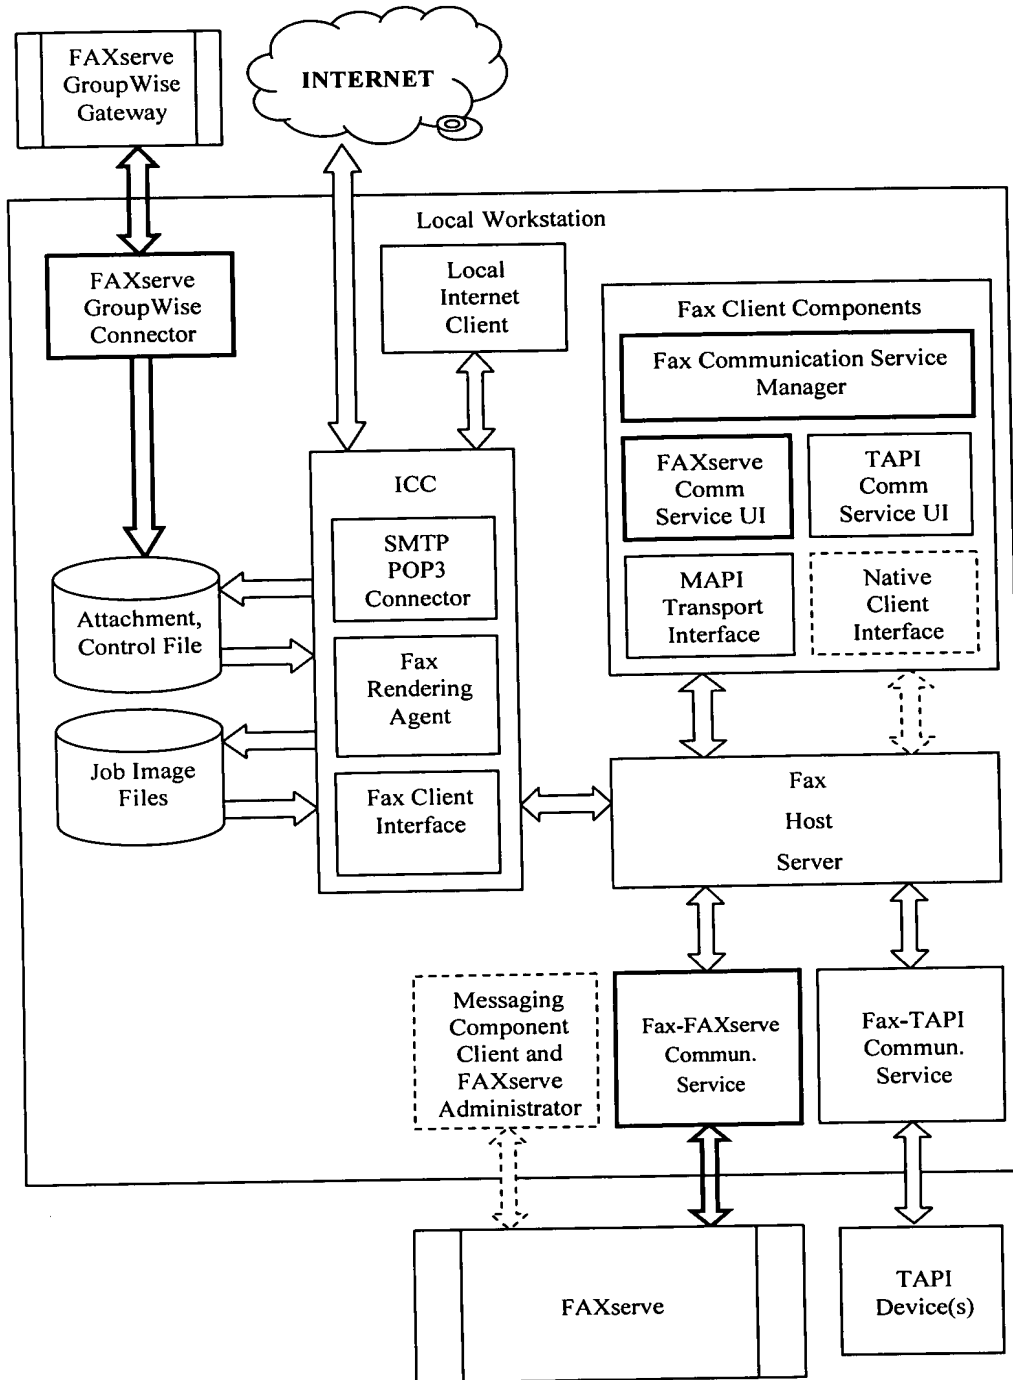 FAXserve
GroupWise
Gateway
INTERNET
Local Workstation
FAXserve
GroupWise
Connector
Local
Internet
Client
Fax Client Components
Fax Communication Service
Manager
FAXserve
Comm
Service UI
TAPI
Comm
Service UI
MAPI
Transport
Interface
Native
Client
Interface
ICC
SMTP
POP3
Connector
Fax
Rendering
Agent
Fax Client
Interface
Attachment,
Control File
Job Image
Files
Fax
Host
Server
Messaging
Component
Client and
FAXserve
Administrator
Fax-FAXserve
Commun.
Service
Fax-TAPI
Commun.
Service
FAXserve
TAPI
Device(s)